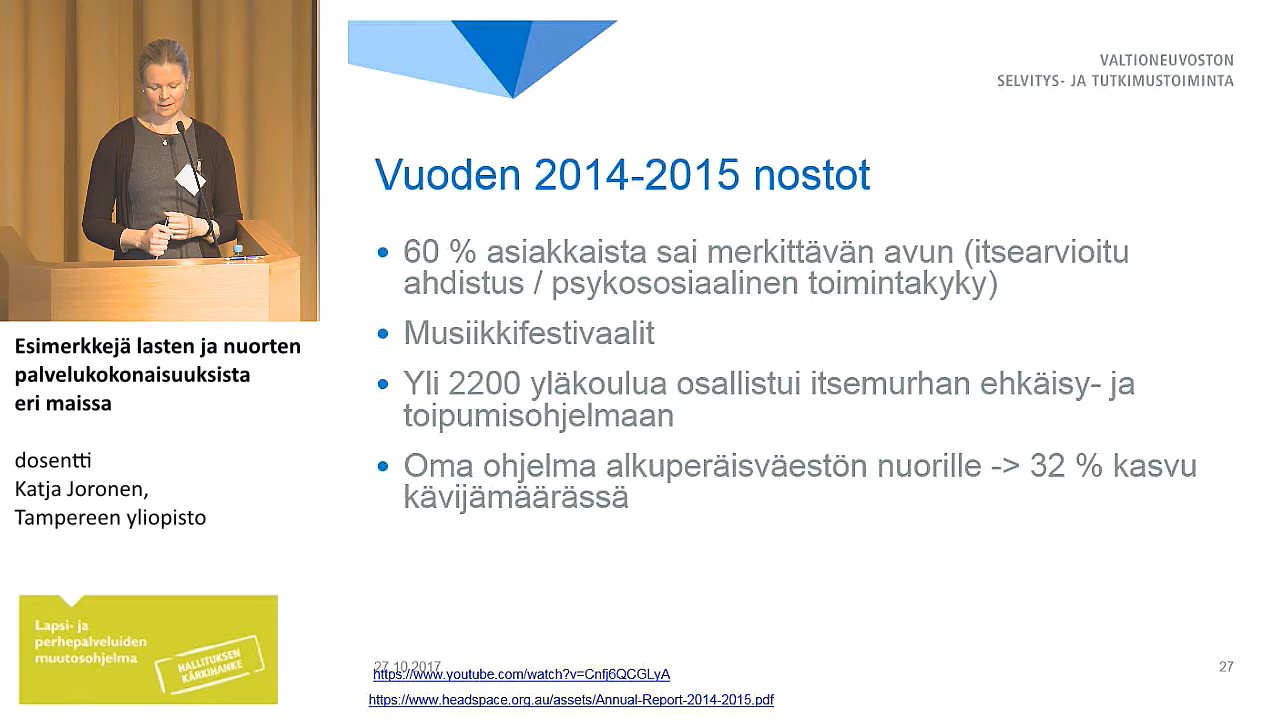 VALTIONEUVOSTON
SELVITYS- JA TUTKIMUSTOIMINTA
Vuoden 2014-2015 nostot
• 60 % asiakkaista sai merkittävän avun (itsearvioitu
ahdistus / psykososiaalinen toimintakyky)
• Musiikkifestivaalit
• Yli 2200 yläkoulua osallistui itsemurhan ehkäisy- ja
toipumisohjelmaan
• Oma ohjelma alkuperäisväestön nuorille -> 32 % kasvu
kävijämäärässä
Esimerkkejä lasten ja nuorten
palvelukokonaisuuksista
eri maissa
dosentti
Katja Joronen,
Tampereen yliopisto
Lapsi- ja
perhepalveluiden
muutosohjelma
HALLITUKSEN
KÄRKIHANKE
27.10.2017
27
https://www.youtube.com/watch?v=Cnfj6QCGLyA
https://www.headspace.org.au/assets/Annual-Report-2014-2015.pdf